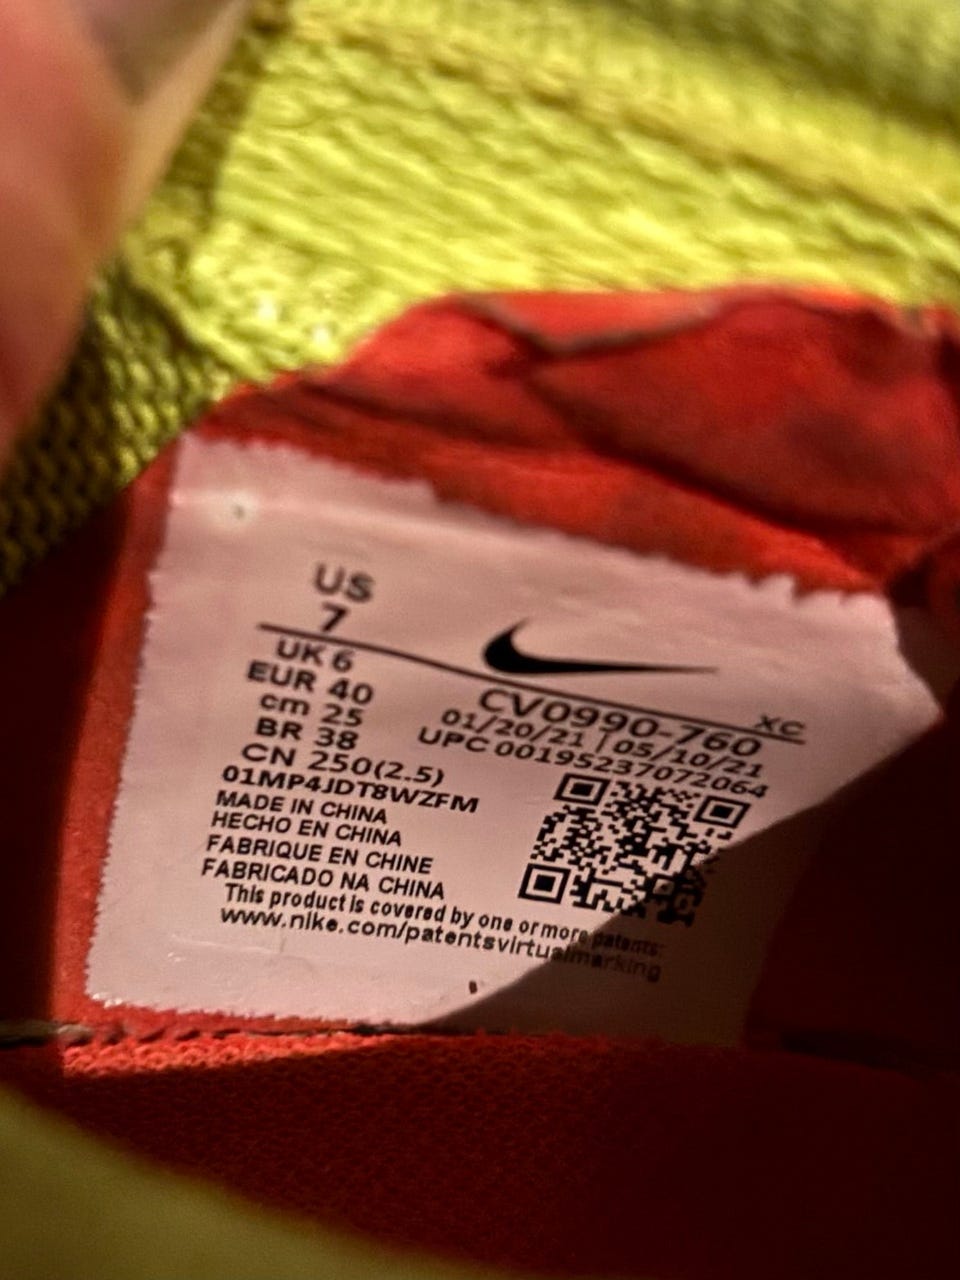 US
7
UK 6
EUR 40
cm 25
BR 38
CN 250(2.5)
01MP4JDT8WZFM
XC
CV0990-760
01/20/21 | 05/10/21
UPC 00195237072064
MADE IN CHINA
HECHO EN CHINA
FABRIQUE EN CHINE
FABRICADO NA CHINA
This product is covered by one or more patents:
www.nike.com/patentsvirtualmarking